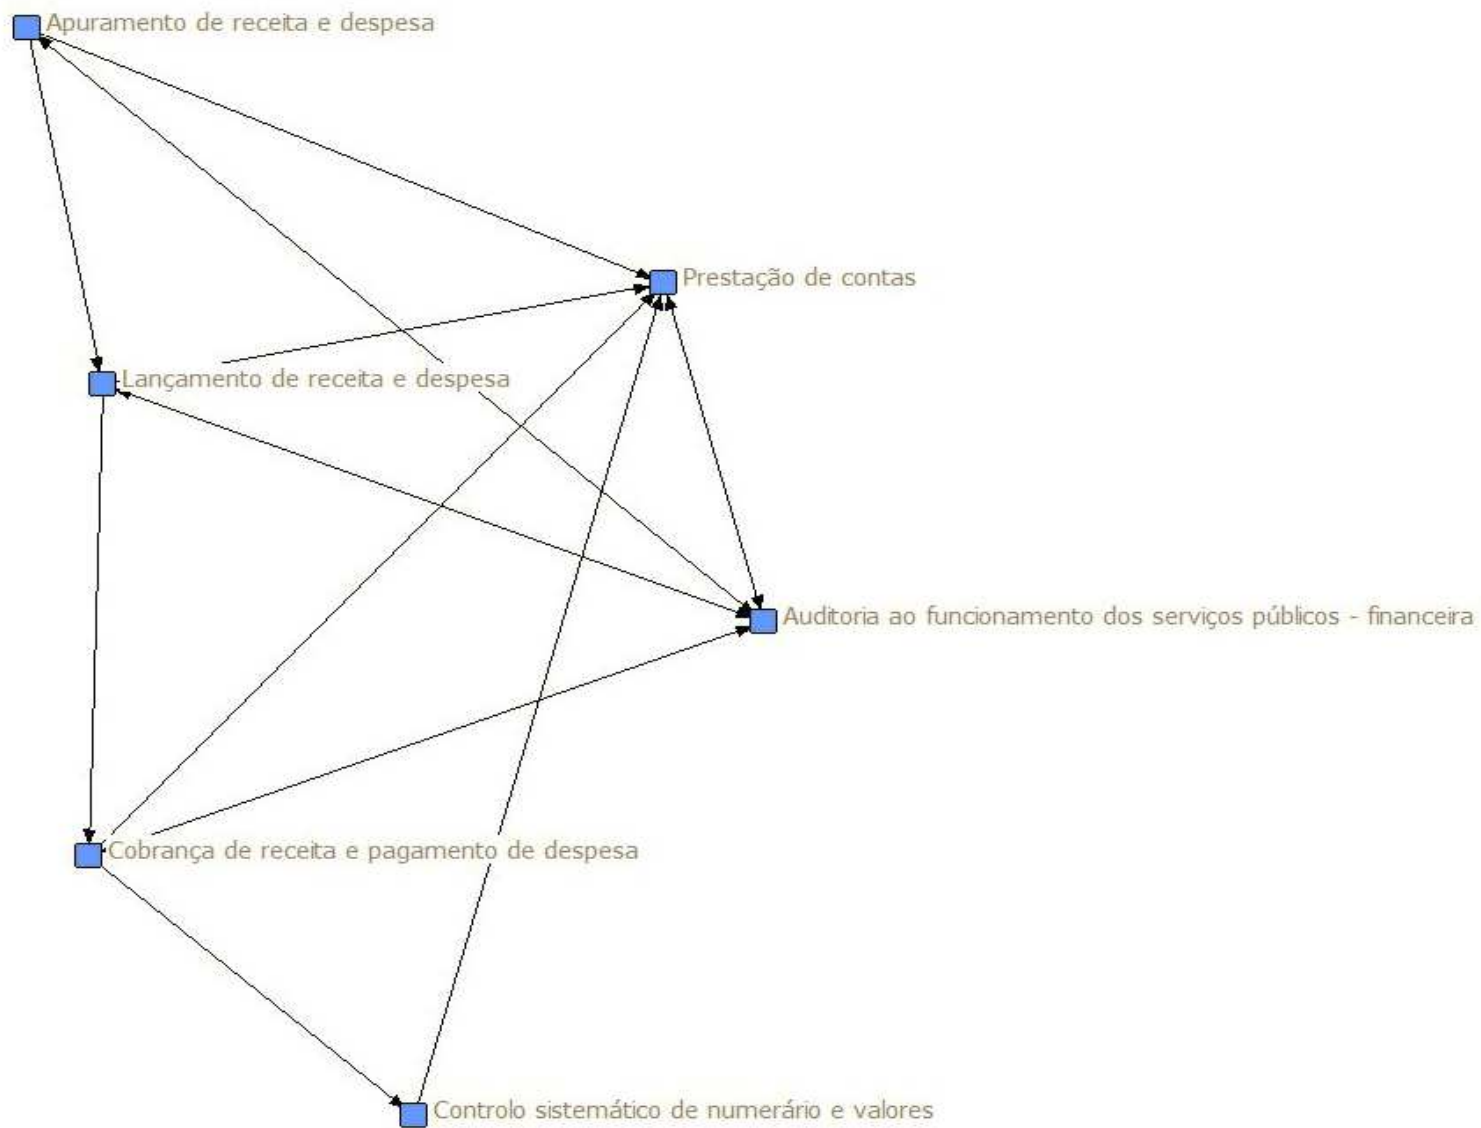 Apuramento de receita e despesa
Prestação de contas
Lançamento de receita e despesa
Auditoria ao funcionamento dos serviços públicos - financeira
Cobrança de receita e pagamento de despesa
Controlo sistemático de numerário e valores